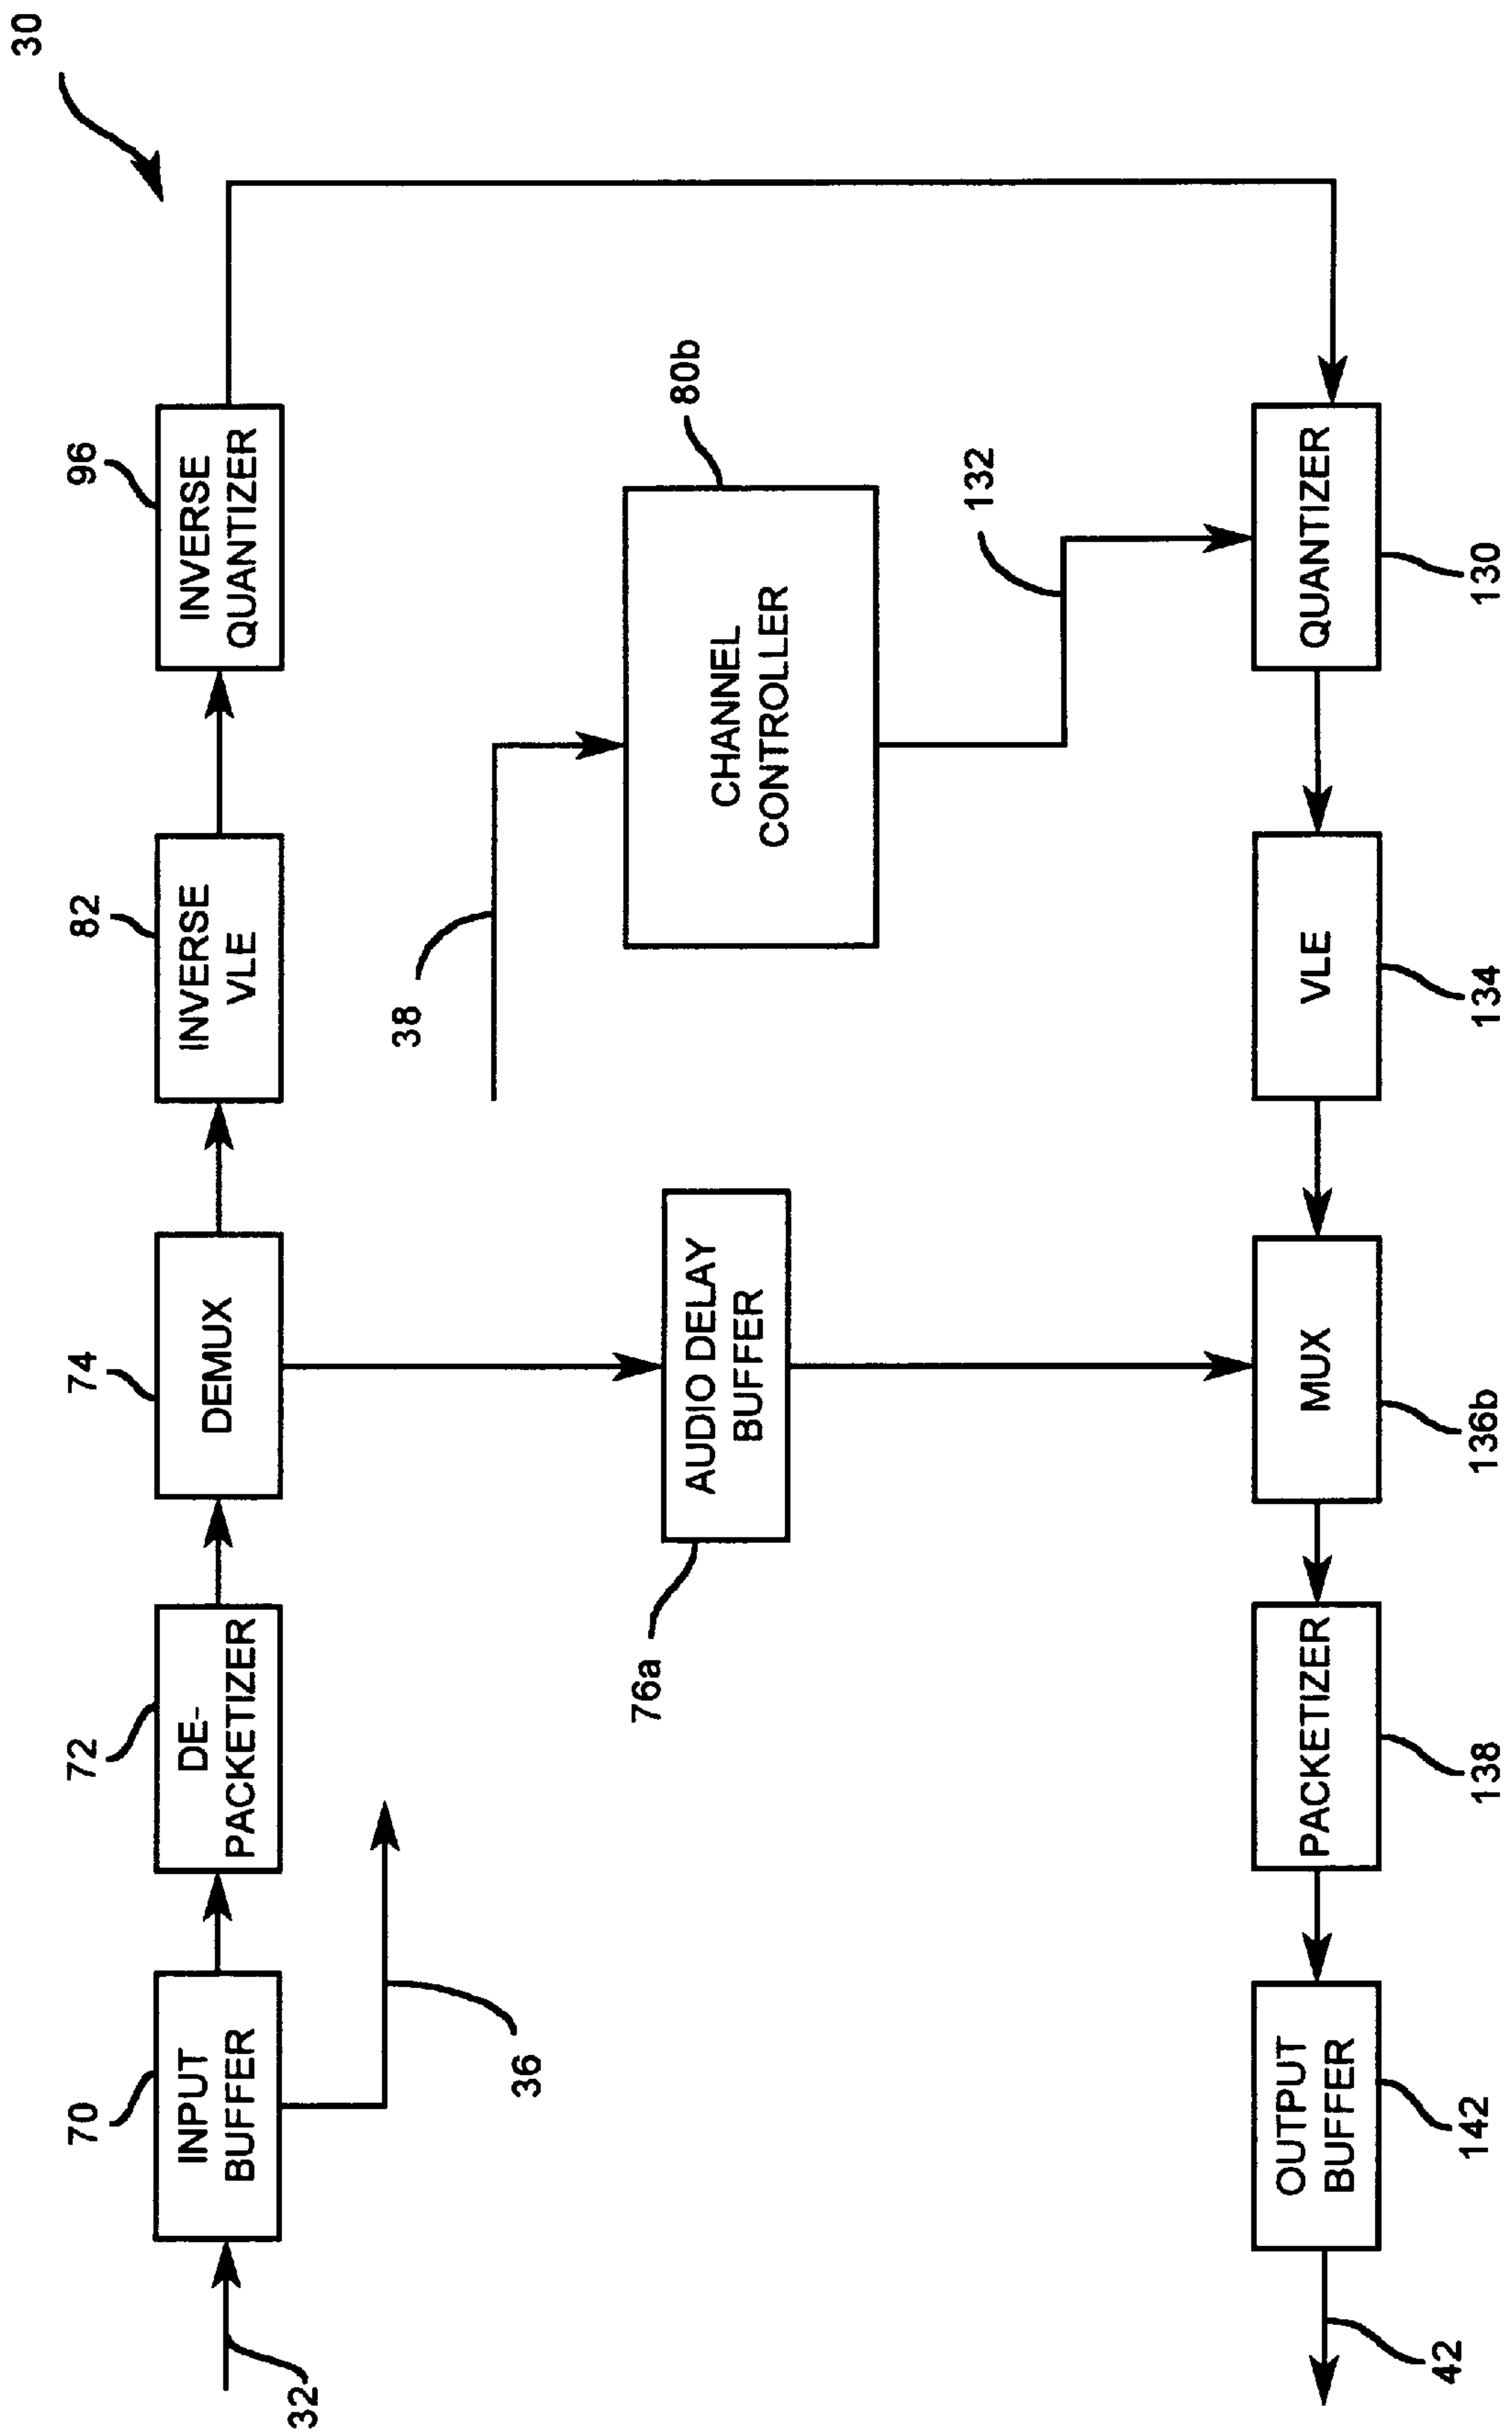 30
70
72
74
82
96
INPUT
BUFFER
DE-
PACKETIZER
DEMUX
INVERSE
VLE
INVERSE
QUANTIZER
32
36
38
80b
CHANNEL
CONTROLLER
76a
AUDIO DELAY
BUFFER
132
OUTPUT
BUFFER
PACKETIZER
MUX
VLE
QUANTIZER
42
142
138
136b
134
130